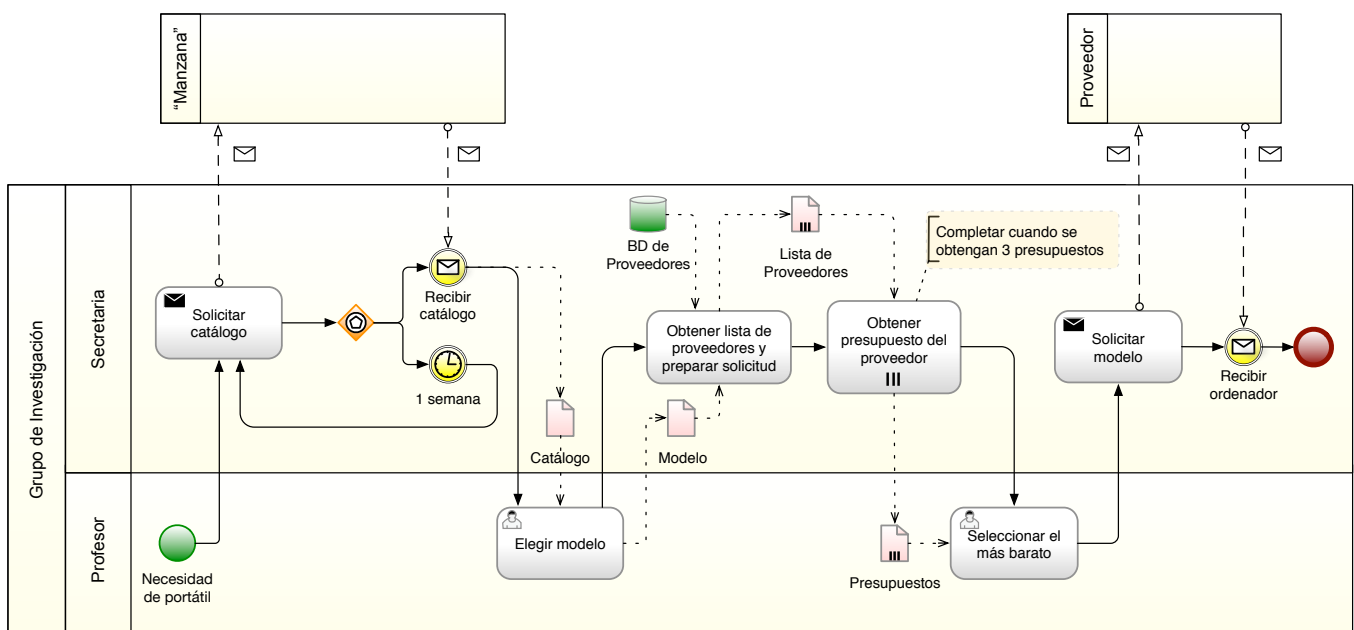 “Manzana”
Proveedor
Grupo de Investigación
Secretaria
Profesor
Solicitar
catálogo
Recibir
catálogo
1 semana
BD de
Proveedores
Lista de
Proveedores
Completar cuando se
obtengan 3 presupuestos
Obtener lista de
proveedores y
preparar solicitud
Obtener
presupuesto del
proveedor
Solicitar
modelo
Recibir
ordenador
Catálogo
Modelo
Necesidad
de portátil
Elegir modelo
Presupuestos
Seleccionar el
más barato